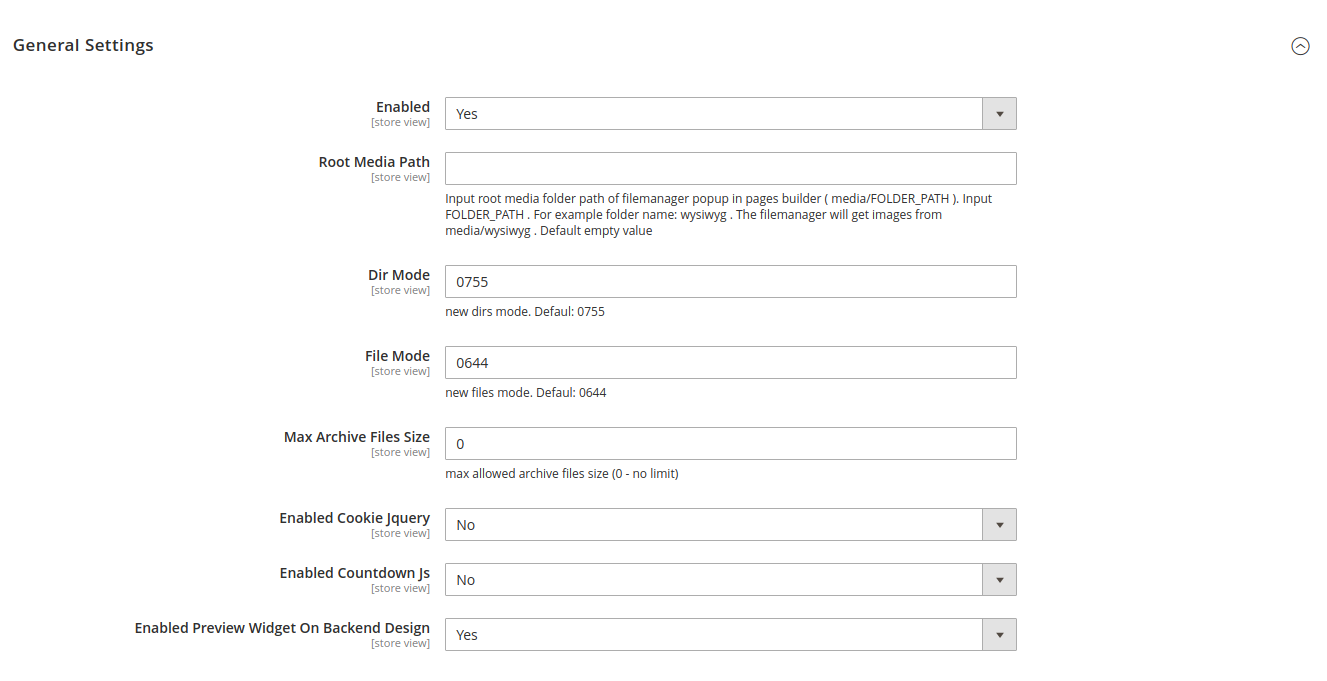 General Settings
Enabled
[store view]
Yes
Root Media Path
[store view]
Input root media folder path of filemanager popup in pages builder ( media/FOLDER_PATH ). Input
FOLDER_PATH . For example folder name: wysiwyg . The filemanager will get images from
media/wysiwyg . Default empty value
Dir Mode
[store view]
0755
new dirs mode. Defaul: 0755
File Mode
[store view]
0644
new files mode. Defaul: 0644
Max Archive Files Size
[store view]
0
max allowed archive files size (0 - no limit)
Enabled Cookie Jquery
[store view]
No
Enabled Countdown Js
[store view]
No
Enabled Preview Widget On Backend Design
[store view]
Yes